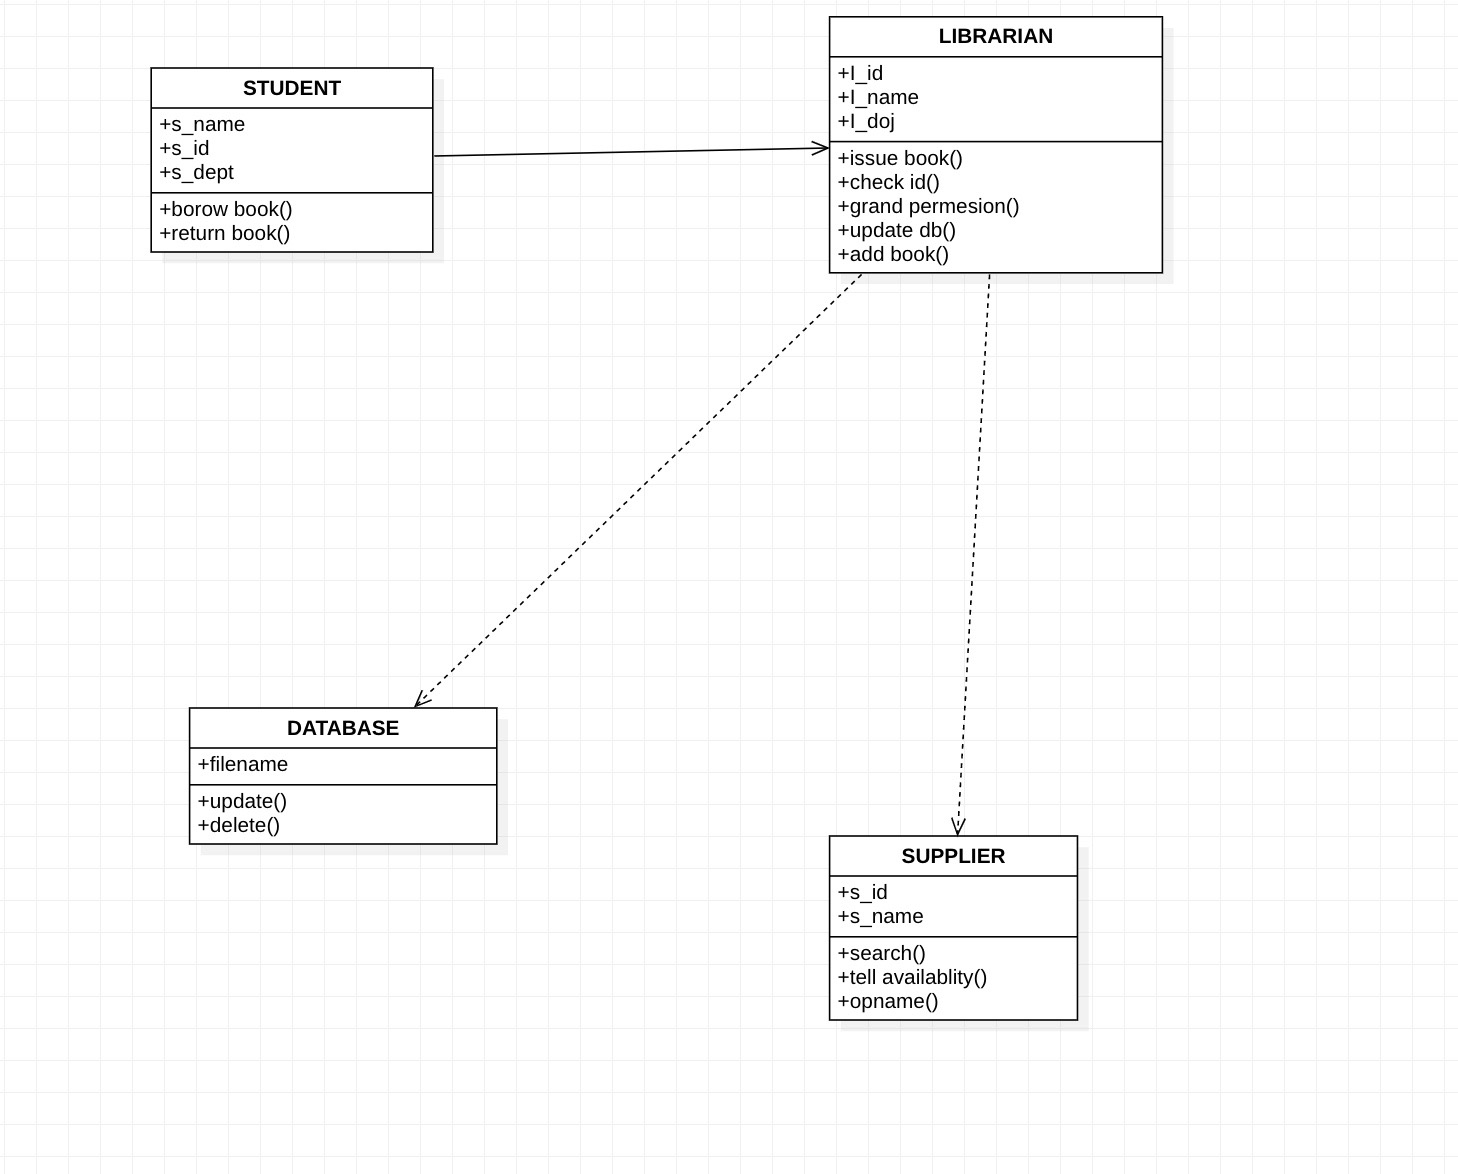 STUDENT
+s_name
+s_id
+s_dept
+borow book()
+return book()
LIBRARIAN
+l_id
+l_name
+l_doj
+issue book()
+check id()
+grand permesion()
+update db()
+add book()
DATABASE
+filename
+update()
+delete()
SUPPLIER
+s_id
+s_name
+search()
+tell availablity()
+opname()